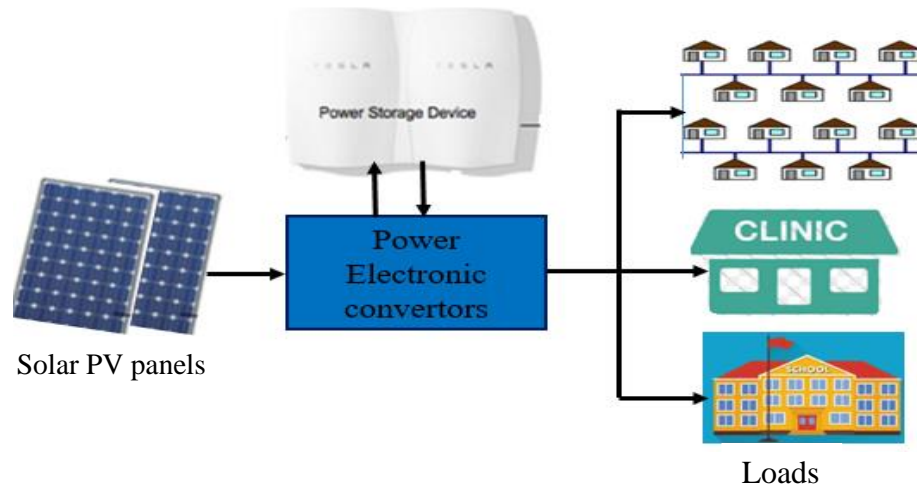 TESLA TESLA
Power Storage Device
Power
Electronic
convertors
Solar PV panels
CLINIC
SCHOOL
Loads